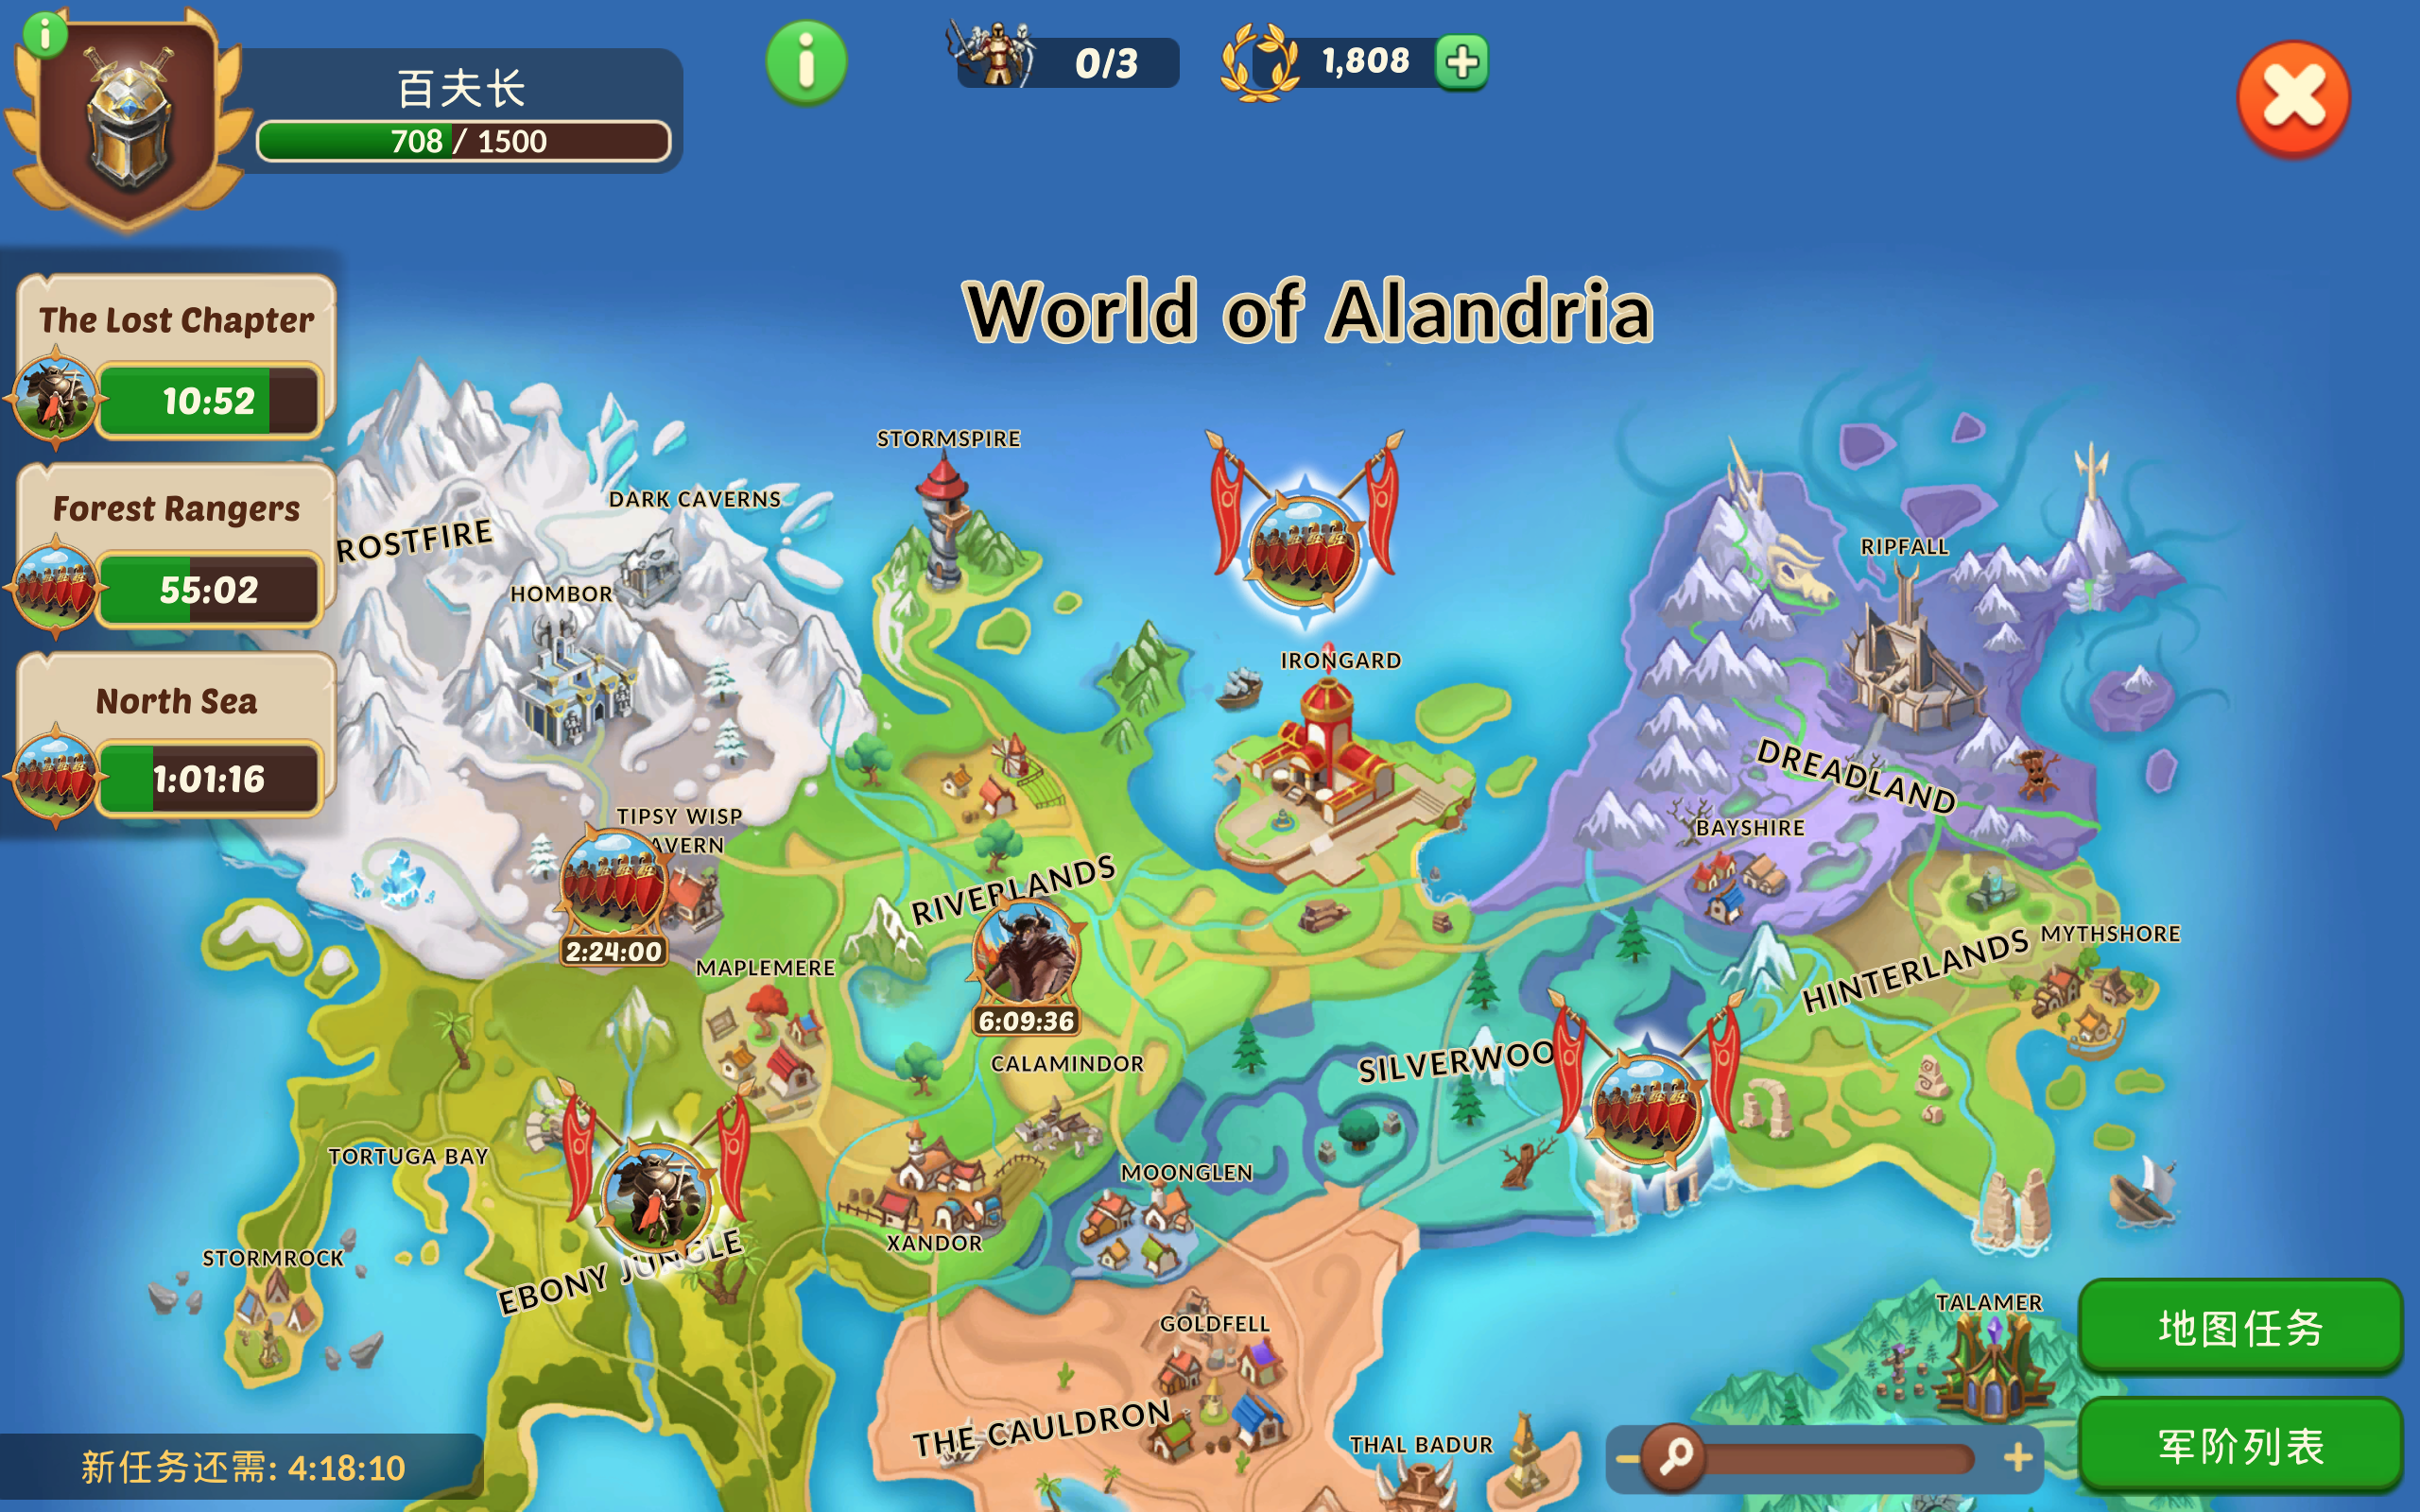 百夫长
708 / 1500
0/3
1,808
World of Alandria
The Lost Chapter
10:52
Forest Rangers
55:02
North Sea
1:01:16
STORMSPIRE
DARK CAVERNS
ROSTFIRE
HOMBOR
IRONGARD
RIPFALL
DREADLAND
BAYSHIRE
TIPSY WISP
AVERN
2:24:00
RIVERLANDS
6:09:36
MAPLEMERE
CALAMINDOR
HINTERLANDS
MYTHSHORE
SILVERWOO
TORTUGA BAY
MOONGLEN
XANDOR
STORMROCK
EBONY JUNGLE
GOLDFELL
THE CAULDRON
THAL BADUR
TALAMER
地图任务
军阶列表
新任务还需: 4:18:10